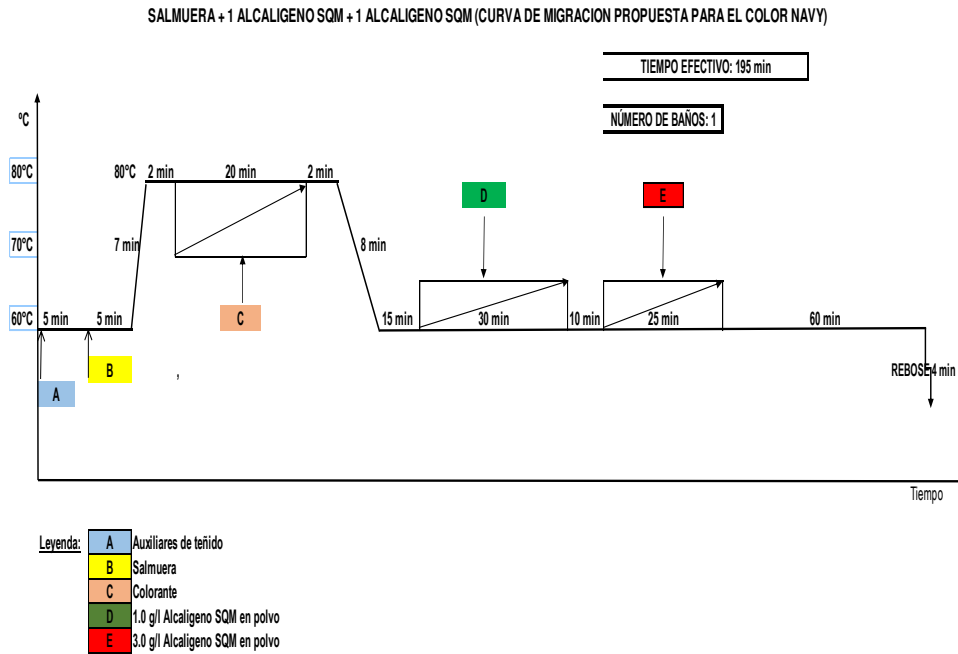 SALMUERA + 1 ALCALIGENO SQM + 1 ALCALIGENO SQM (CURVA DE MIGRACION PROPUESTA PARA EL COLOR NAVY)
TIEMPO EFECTIVO: 195 min
NÚMERO DE BAÑOS: 1
ºC
80ºC
80ºC
2 min
20 min
2 min
D
E
70ºC
7 min
8 min
60ºC
5 min
5 min
C
15 min
30 min
10 min
25 min
60 min
B
,
REBOSE 4 min
A
Tiempo
Leyenda:
A Auxiliares de teñido
B Salmuera
C Colorante
D 1.0 g/l Alcaligeno SQM en polvo
E 3.0 g/l Alcaligeno SQM en polvo